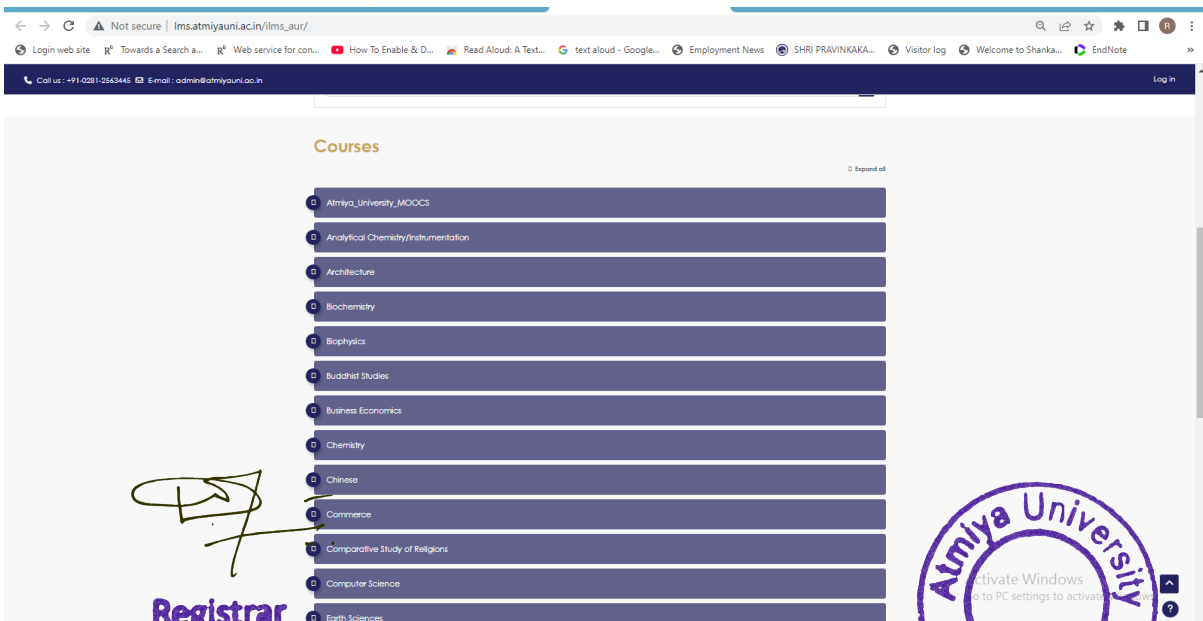 Not secure | lms.atmiyauni.ac.in/ilms_aur/
Login web site Towards a Search a... Web service for con... How To Enable & D... Read Aloud: A Text... text aloud - Google... Employment News SHRI PRAVINKAKA... Visitor log Welcome to Shanka... EndNote »
Call us : +91-0281-2563445 E-mail : admin@atmiyauni.ac.in Log in
Courses
Expand all
Atmiya_University_MOOCS
Analytical Chemistry/Instrumentation
Architecture
Biochemistry
Biophysics
Buddhist Studies
Business Economics
Chemistry
Chinese
Commerce
Comparative Study of Religions
Computer Science
Earth Sciences
Registrar
Atmiya University
Activate Windows
Go to PC settings to activate Windows.